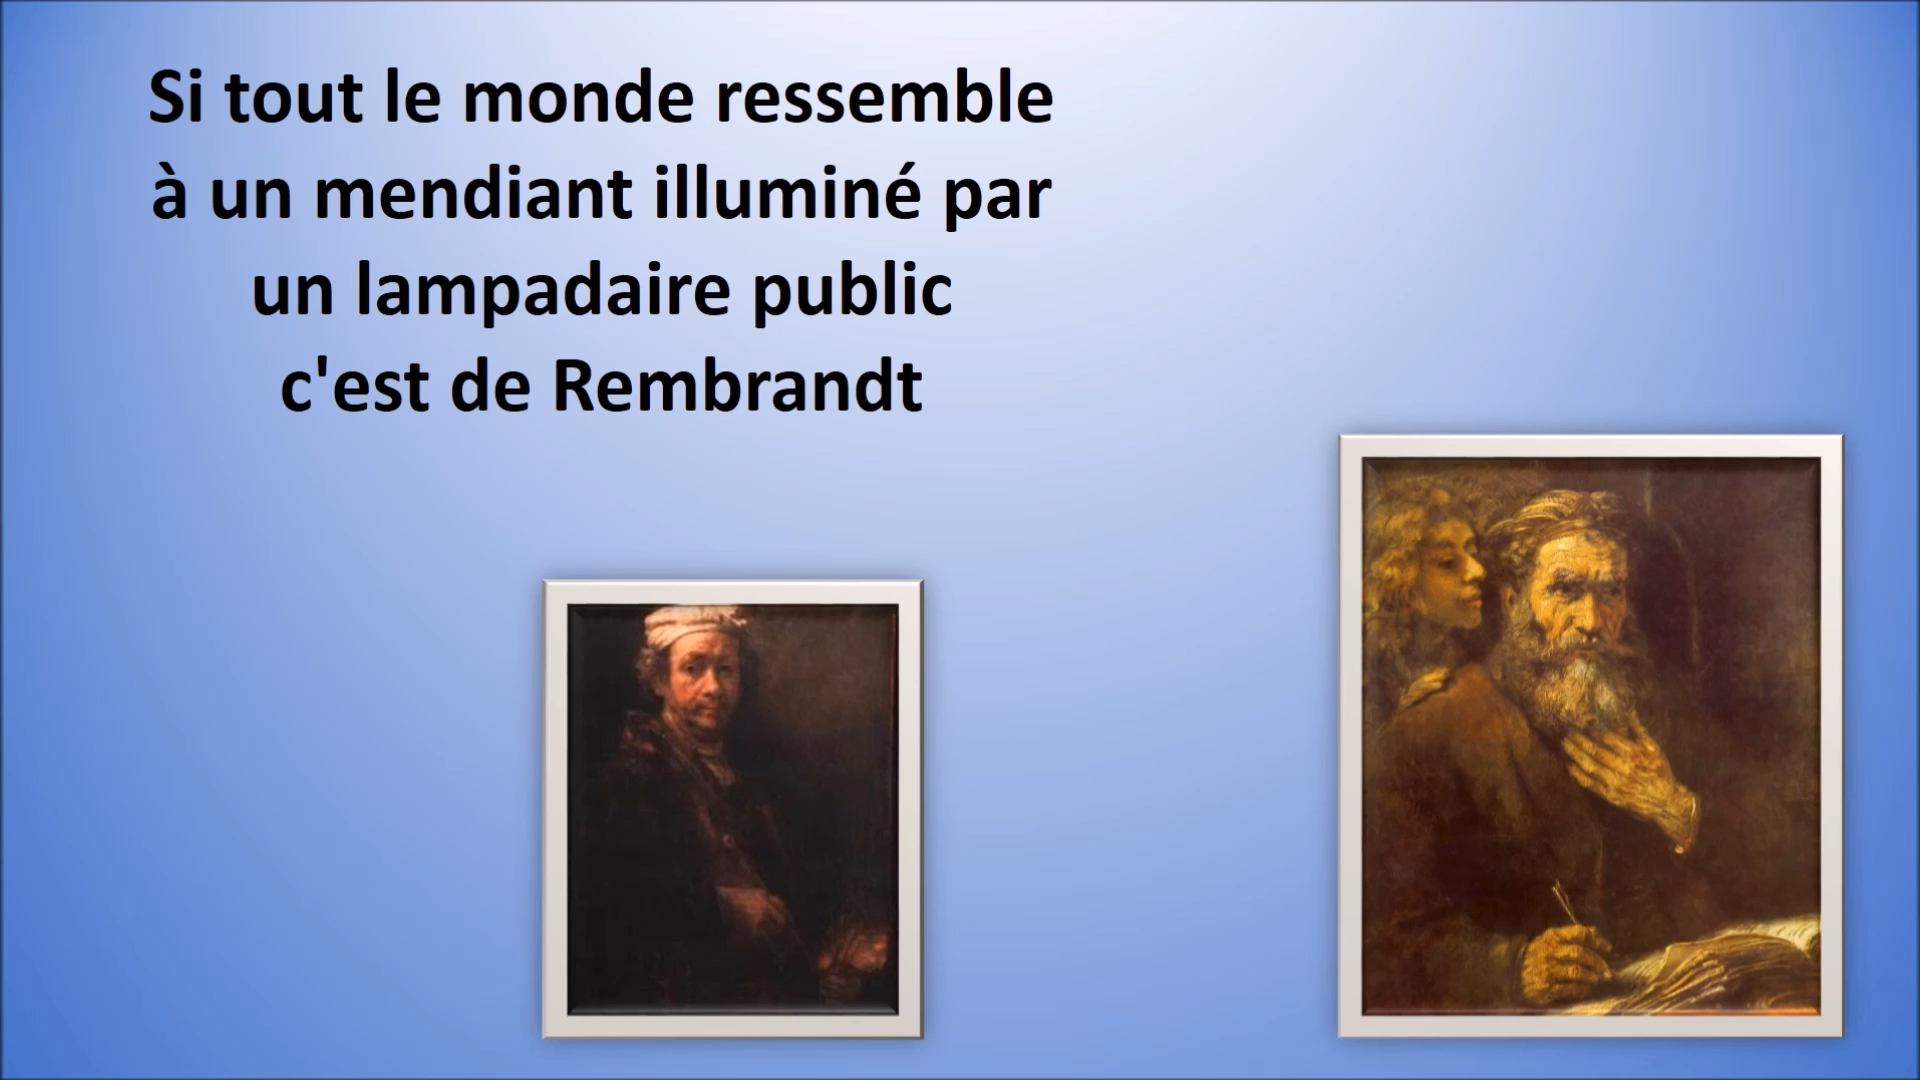 Si tout le monde ressemble
à un mendiant illuminé par
un lampadaire public
c'est de Rembrandt